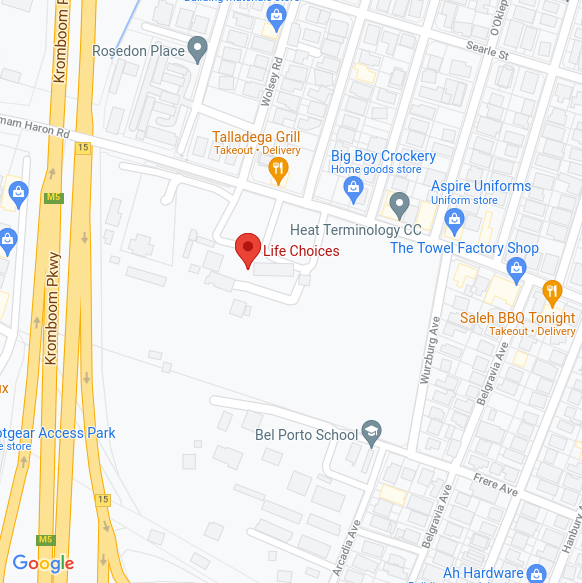 Building materials store
Kromboom P
O'Okiep
Rosedon Place
Searle St
Wolsey Rd
mam Haron Rd
Talladega Grill
Takeout • Delivery
15
Big Boy Crockery
Home goods store
M5
Aspire Uniforms
Uniform store
Heat Terminology CC
Life Choices
The Towel Factory Shop
Kromboom Pkwy
Saleh BBQ Tonight
Takeout • Delivery
Wurzburg Ave
Belgravia Ave
ux
otgear Access Park
e store
Bel Porto School
Frere Ave
15
Belgravia Ave
Hanbury A
Arcadia Ave
M5
Google
Ah Hardware